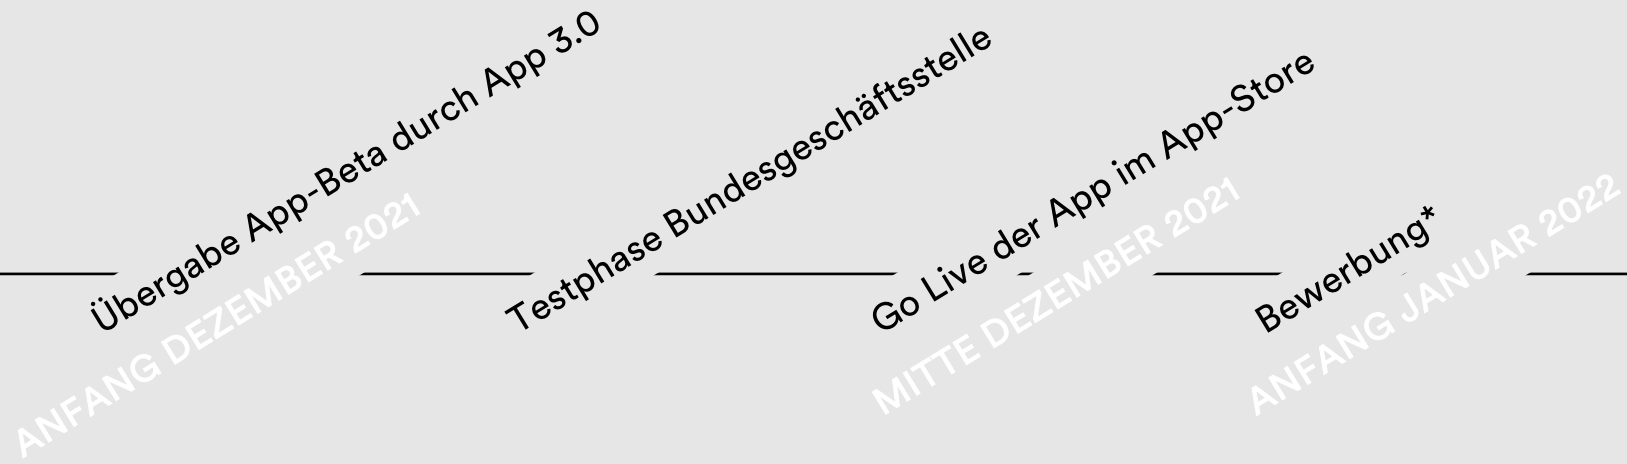 Übergabe App-Beta durch App 3.0
ANFANG DEZEMBER 2021
Testphase Bundesgeschäftsstelle
Go Live der App im App-Store
MITTE DEZEMBER 2021
Bewerbung*
ANFANG JANUAR 2022